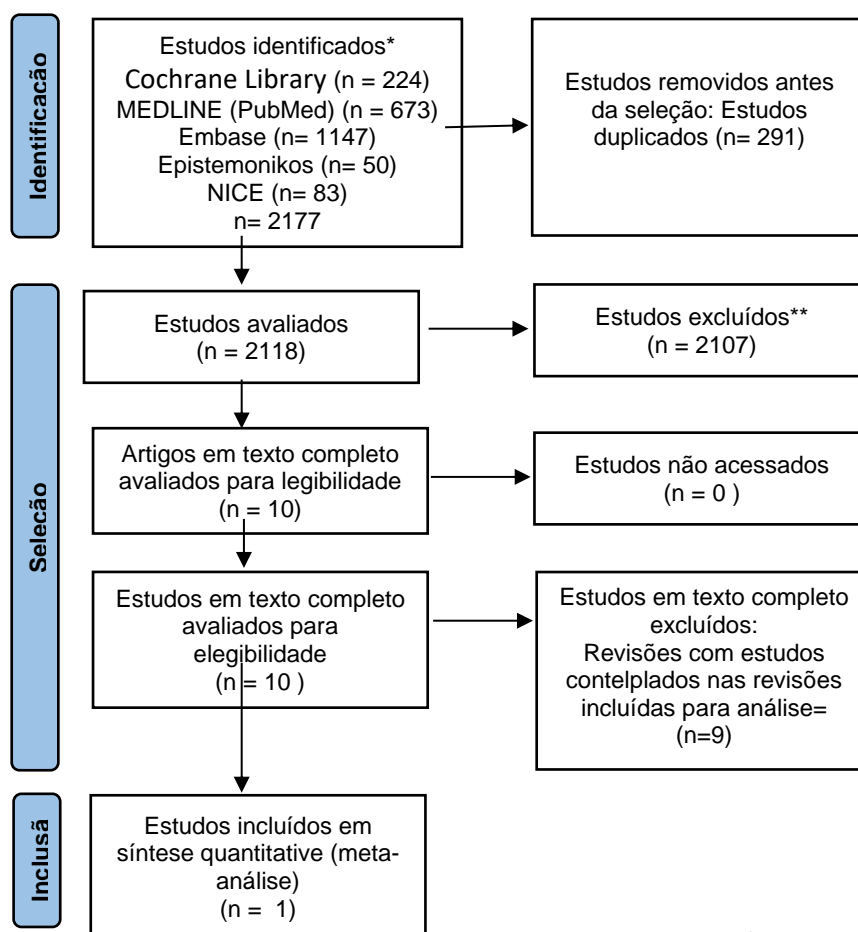 Identificacão
Estudos identificados*
Cochrane Library (n = 224)
MEDLINE (PubMed) (n = 673)
Embase (n= 1147)
Epistemonikos (n= 50)
NICE (n= 83)
n= 2177
Estudos removidos antes
da seleção: Estudos
duplicados (n= 291)
Selecão
Estudos avaliados
(n = 2118)
Estudos excluídos**
(n = 2107)
Artigos em texto completo
avaliados para legibilidade
(n = 10)
Estudos não acessados
(n = 0 )
Estudos em texto completo
avaliados para
elegibilidade
(n = 10 )
Estudos em texto completo
excluídos:
Revisões com estudos
contelplados nas revisões
incluídas para análise=
(n=9)
Inclusã
Estudos incluídos em
síntese quantitative (meta-
análise)
(n = 1)